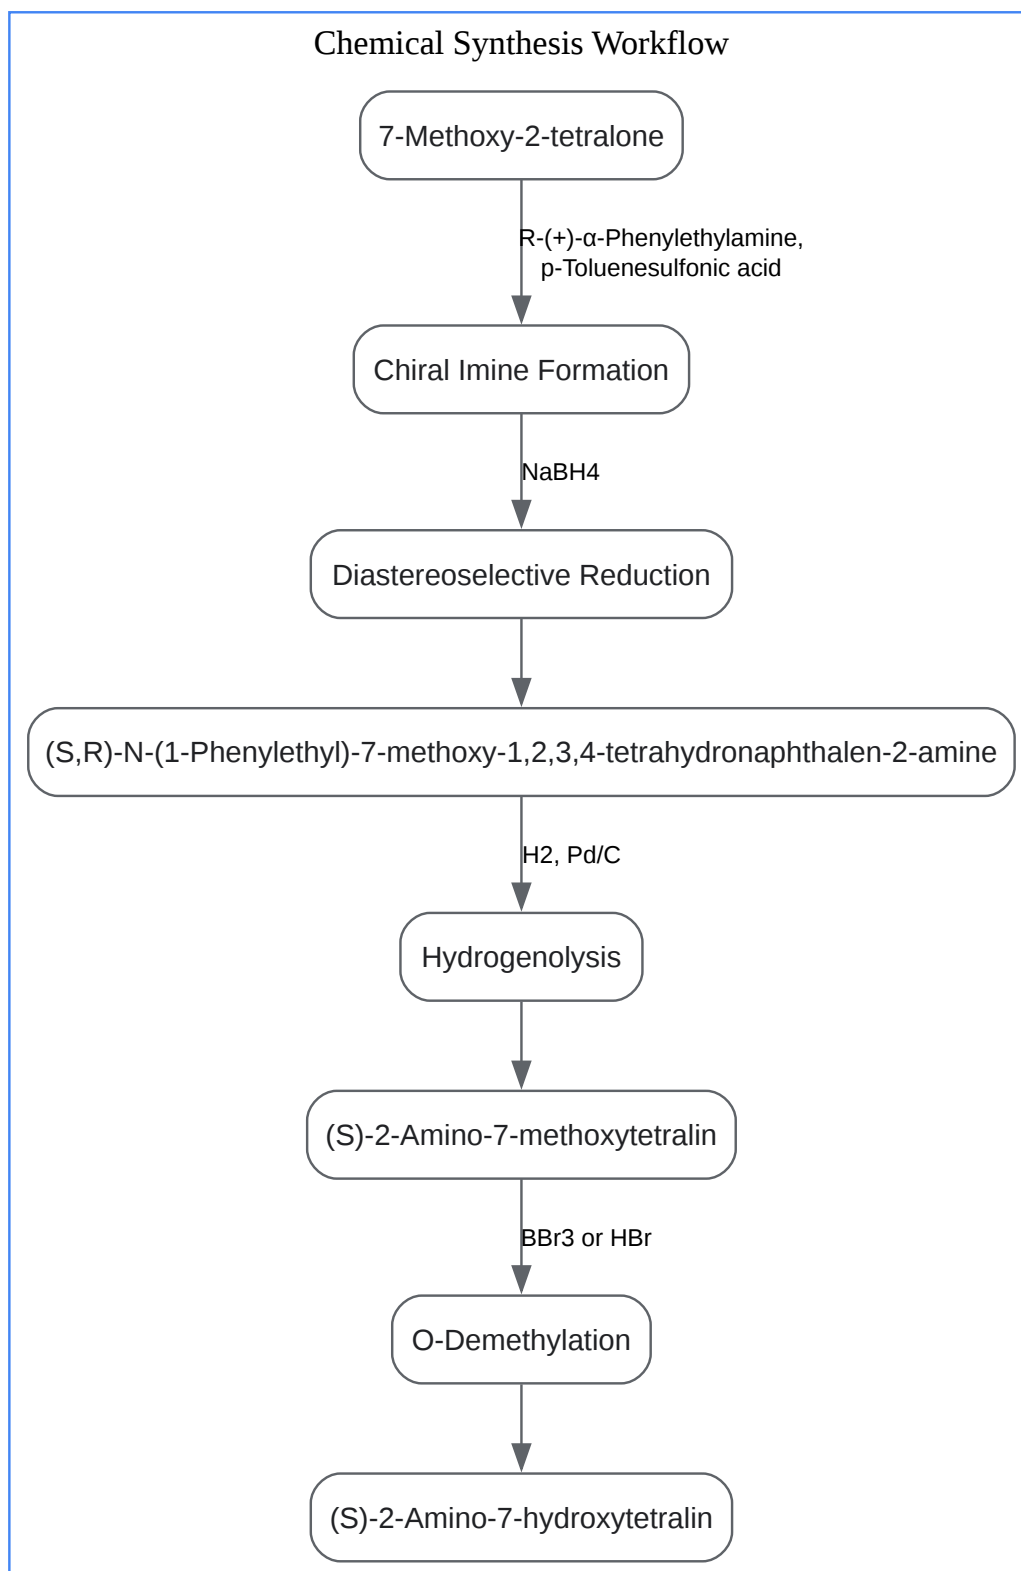 Chemical Synthesis Workflow
7-Methoxy-2-tetralone
R-(+)-α-Phenylethylamine,
p-Toluenesulfonic acid
Chiral Imine Formation
NaBH4
Diastereoselective Reduction
(S,R)-N-(1-Phenylethyl)-7-methoxy-1,2,3,4-tetrahydronaphthalen-2-amine
H2, Pd/C
Hydrogenolysis
(S)-2-Amino-7-methoxytetralin
BBr3 or HBr
O-Demethylation
(S)-2-Amino-7-hydroxytetralin